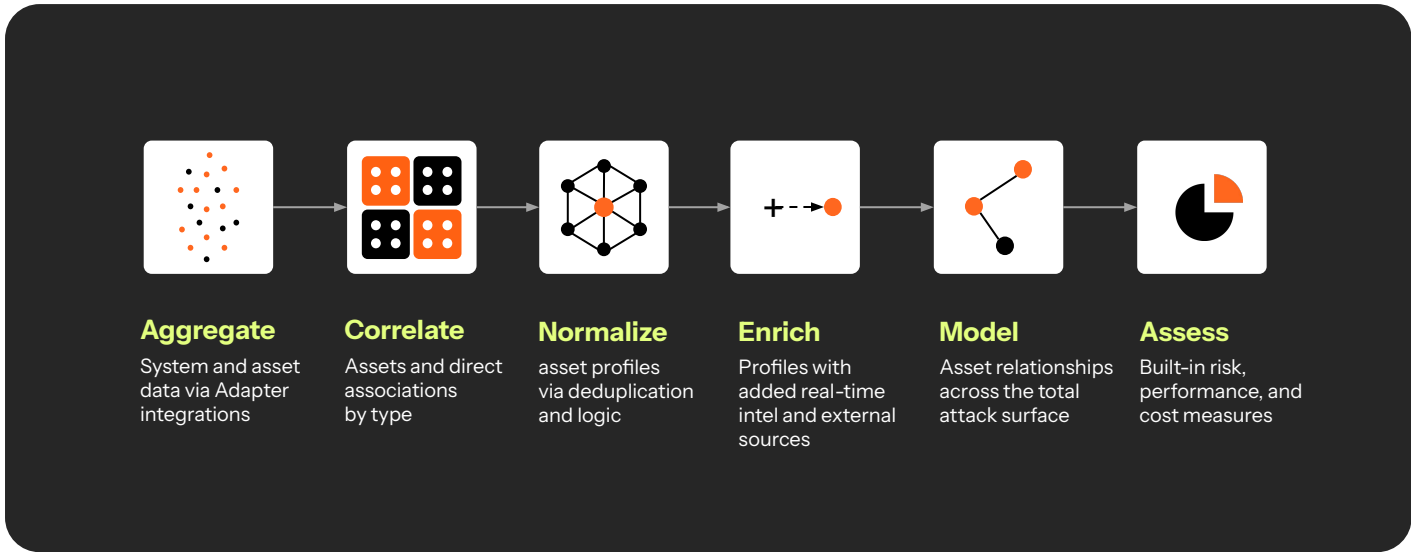 Aggregate
System and asset
data via Adapter
integrations
Correlate
Assets and direct
associations
by type
Normalize
asset profiles
via deduplication
and logic
Enrich
Profiles with
added real-time
intel and external
sources
Model
Asset relationships
across the total
attack surface
Assess
Built-in risk,
performance, and
cost measures